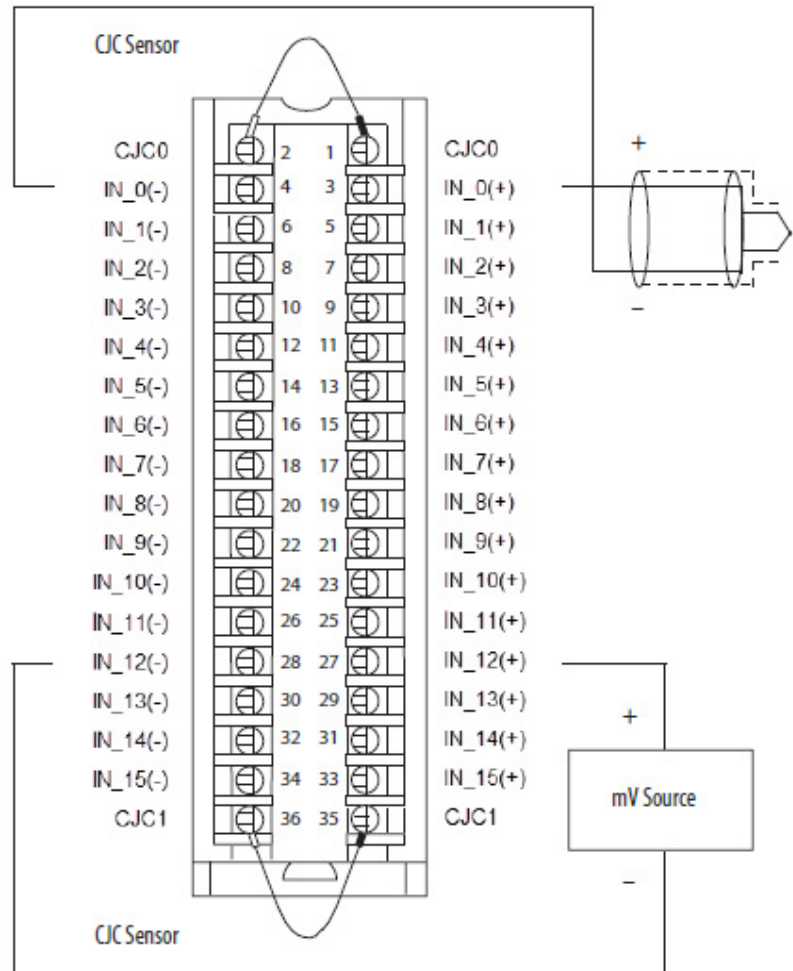 CJC Sensor
CJC0 2 1 CJC0
+
IN_0(-) 4 3 IN_0(+)
IN_1(-) 6 5 IN_1(+)
IN_2(-) 8 7 IN_2(+)
IN_3(-) 10 9 IN_3(+)
–
IN_4(-) 12 11 IN_4(+)
IN_5(-) 14 13 IN_5(+)
IN_6(-) 16 15 IN_6(+)
IN_7(-) 18 17 IN_7(+)
IN_8(-) 20 19 IN_8(+)
IN_9(-) 22 21 IN_9(+)
IN_10(-) 24 23 IN_10(+)
IN_11(-) 26 25 IN_11(+)
IN_12(-) 28 27 IN_12(+)
IN_13(-) 30 29 IN_13(+)
+
IN_14(-) 32 31 IN_14(+)
IN_15(-) 34 33 IN_15(+)
mV Source
CJC1 36 35 CJC1
–
CJC Sensor